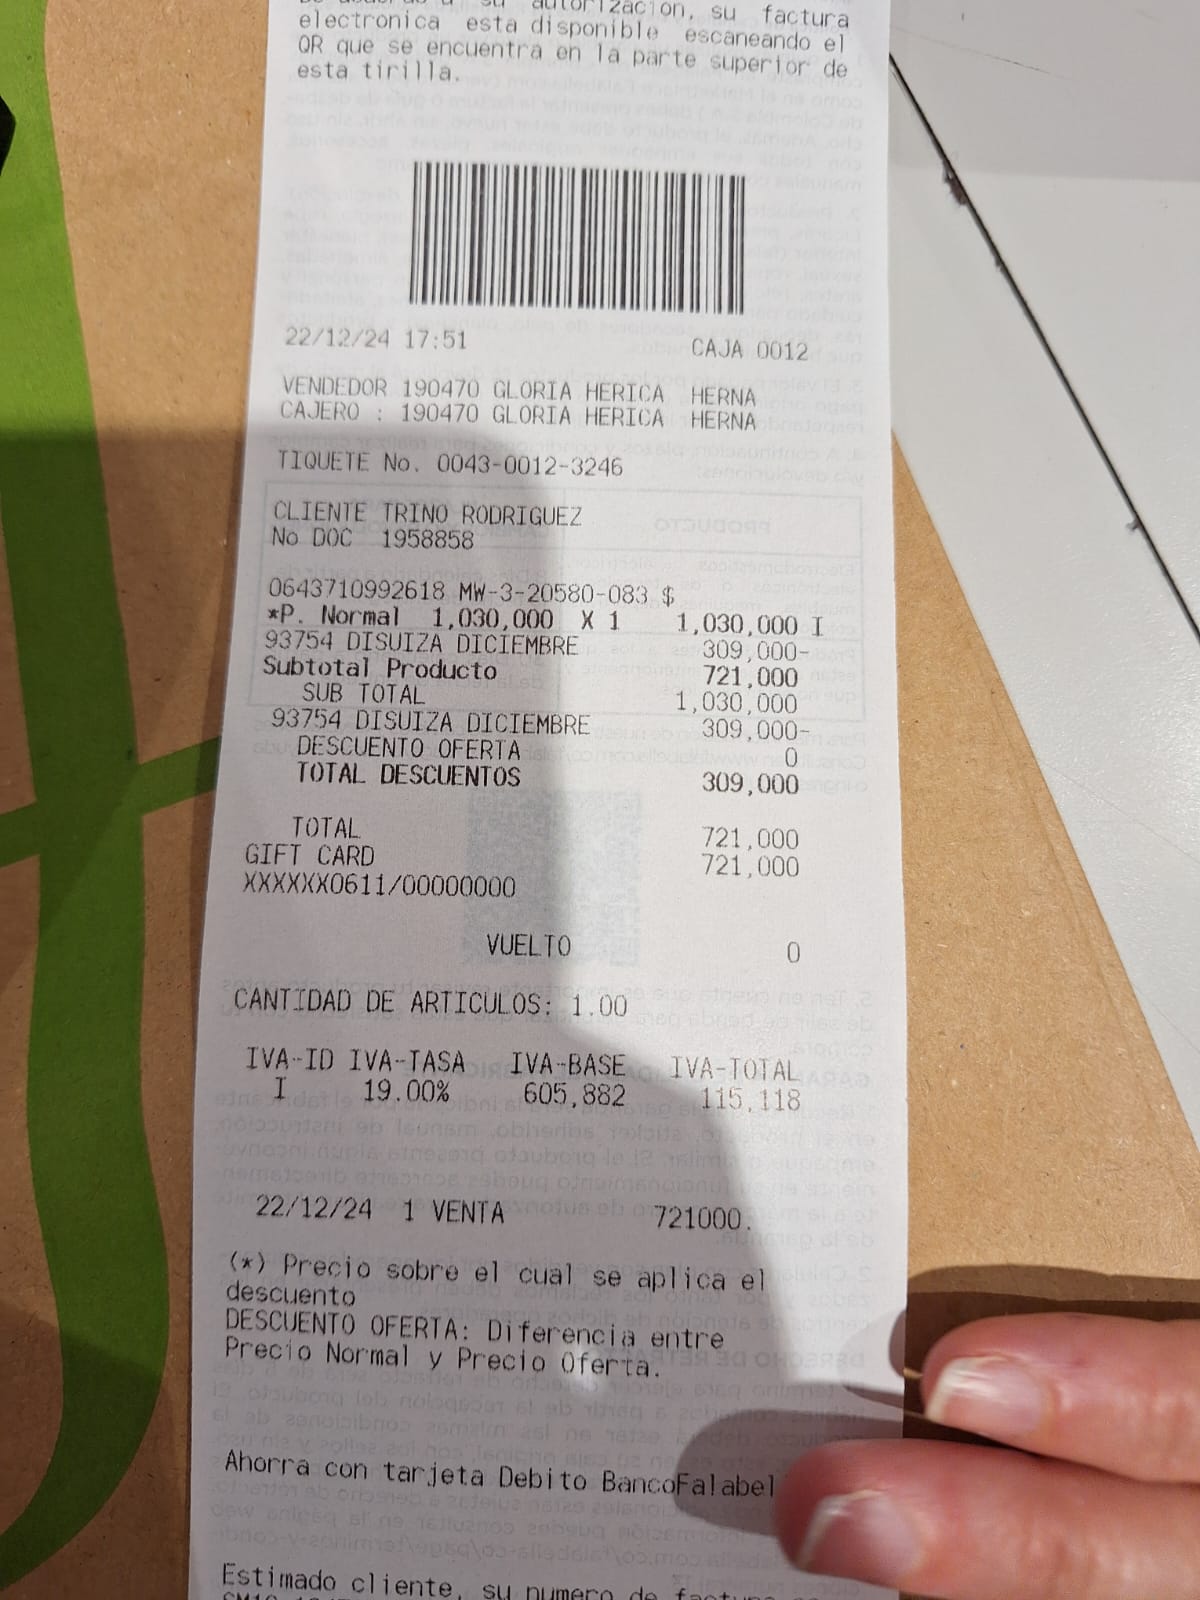 su autorización, su factura
electronica esta disponible escaneando el
QR que se encuentra en la parte superior de
esta tirilla.
22/12/24 17:51 CAJA 0012
VENDEDOR 190470 GLORIA HERICA HERNA
CAJERO : 190470 GLORIA HERICA HERNA
TIQUETE No. 0043-0012-3246
CLIENTE TRINO RODRIGUEZ
No DOC 1958858
0643710992618 MW-3-20580-083 $
*P. Normal 1,030,000 X 1 1,030,000 I
93754 DISUIZA DICIEMBRE 309,000-
Subtotal Producto 721,000
SUB TOTAL 1,030,000
93754 DISUIZA DICIEMBRE 309,000-
DESCUENTO OFERTA 0
TOTAL DESCUENTOS 309,000
TOTAL 721,000
GIFT CARD 721,000
XXXXXX0611/00000000
VUELTO 0
CANTIDAD DE ARTICULOS: 1.00
IVA-ID IVA-TASA IVA-BASE IVA-TOTAL
I 19.00% 605,882 115,118
22/12/24 1 VENTA 721000.
(*) Precio sobre el cual se aplica el
descuento
DESCUENTO OFERTA: Diferencia entre
Precio Normal y Precio Oferta.
Ahorra con tarjeta Debito BancoFalabel
Estimado cliente, su numero de